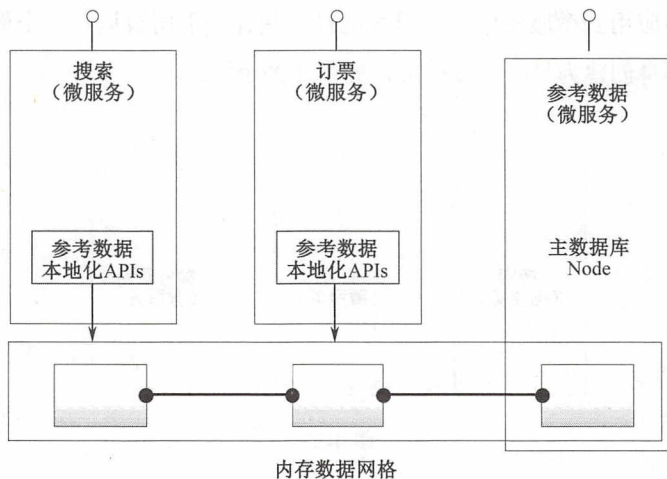 搜索
（微服务）
订票
（微服务）
参考数据
（微服务）
参考数据
本地化APIs
参考数据
本地化APIs
主数据库
Node
内存数据网格